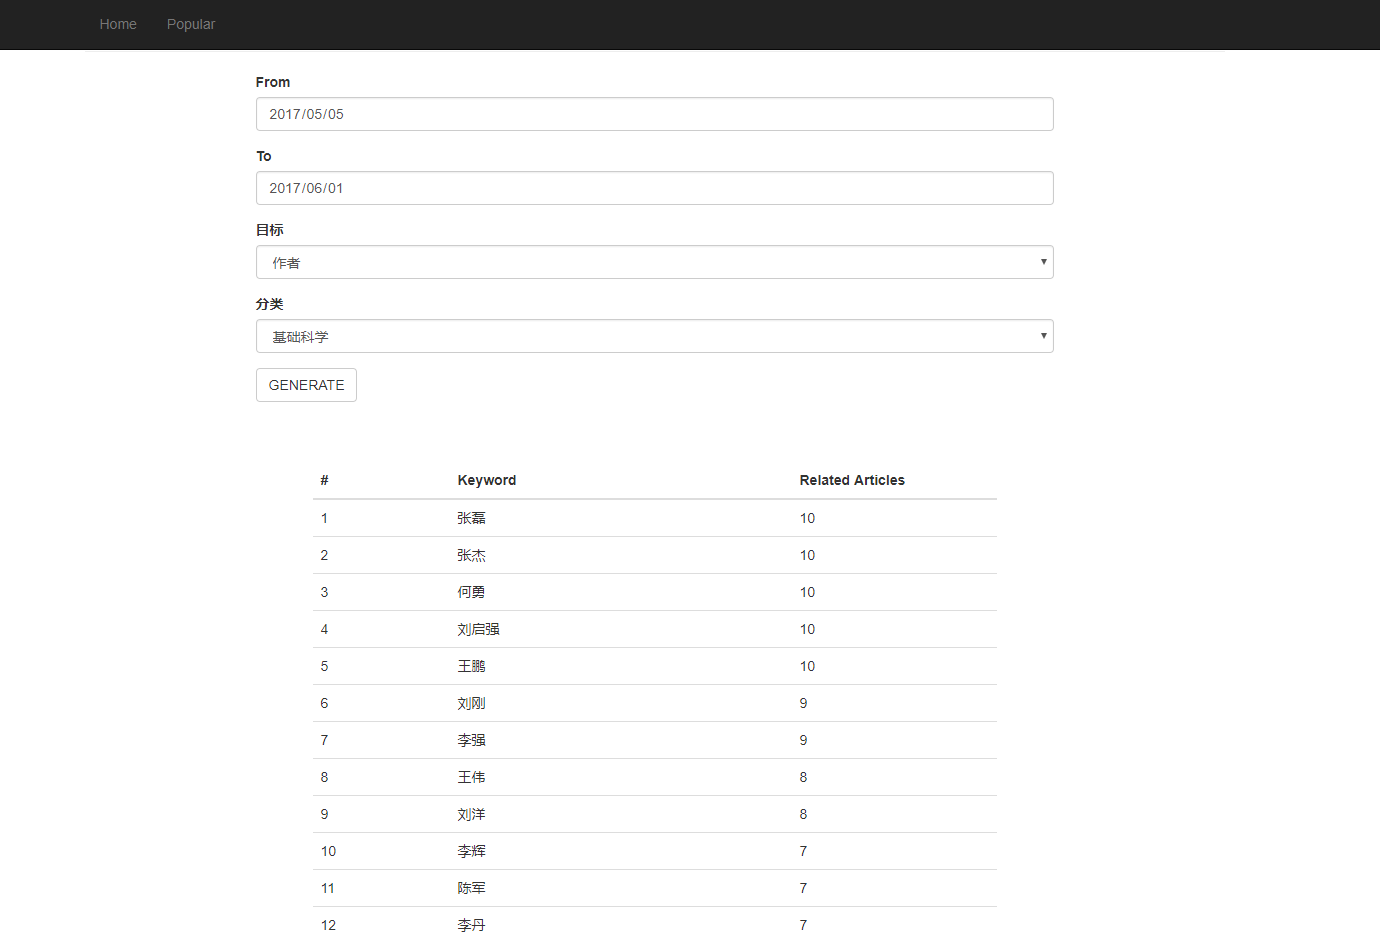 Home Popular
From
2017/05/05
To
2017/06/01
目标
作者
分类
基础科学
GENERATE
# Keyword Related Articles
1 张磊 10
2 张杰 10
3 何勇 10
4 刘启强 10
5 王鹏 10
6 刘刚 9
7 李强 9
8 王伟 8
9 刘洋 8
10 李辉 7
11 陈军 7
12 李丹 7